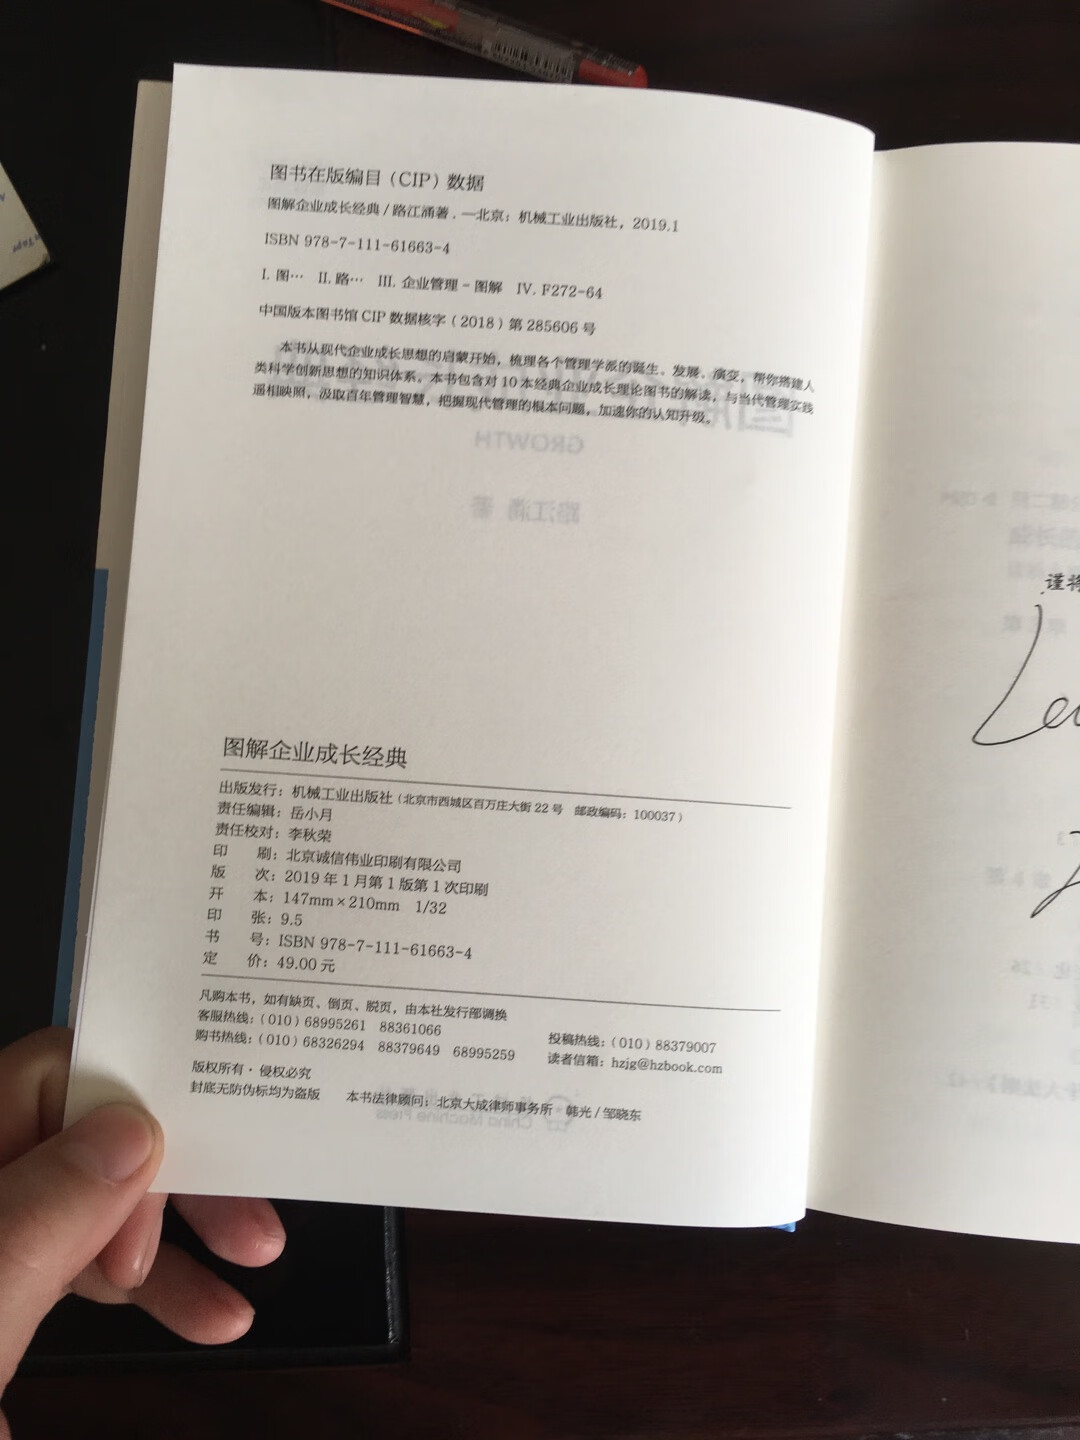 图书在版编目（CIP）数据
图解企业成长经典 / 路江涌著．—北京：机械工业出版社，2019.1
ISBN 978-7-111-61663-4
I. 图… II. 路… III. 企业管理－图解 IV. F272-64
中国版本图书馆 CIP 数据核字（2018）第 285606 号
本书从现代企业成长思想的启蒙开始，梳理各个管理学派的诞生、发展、演变，帮你搭建人
类科学创新思想的知识体系。本书包含对 10 本经典企业成长理论图书的解读，与当代管理实践
遥相映照，汲取百年管理智慧，把握现代管理的根本问题，加速你的认知升级。
图解企业成长经典
出版发行：机械工业出版社（北京市西城区百万庄大街 22 号 邮政编码：100037）
责任编辑：岳小月
责任校对：李秋荣
印 刷：北京诚信伟业印刷有限公司
版 次：2019 年 1 月第 1 版第 1 次印刷
开 本：147mm×210mm 1/32
印 张：9.5
书 号：ISBN 978-7-111-61663-4
定 价：49.00 元
凡购本书，如有缺页、倒页、脱页，由本社发行部调换
客服热线：（010）68995261 88361066
投稿热线：（010）88379007
购书热线：（010）68326294 88379649 68995259
读者信箱：hzjg@hzbook.com
版权所有·侵权必究
封底无防伪标均为盗版
本书法律顾问：北京大成律师事务所 韩光 / 邹晓东
谨将